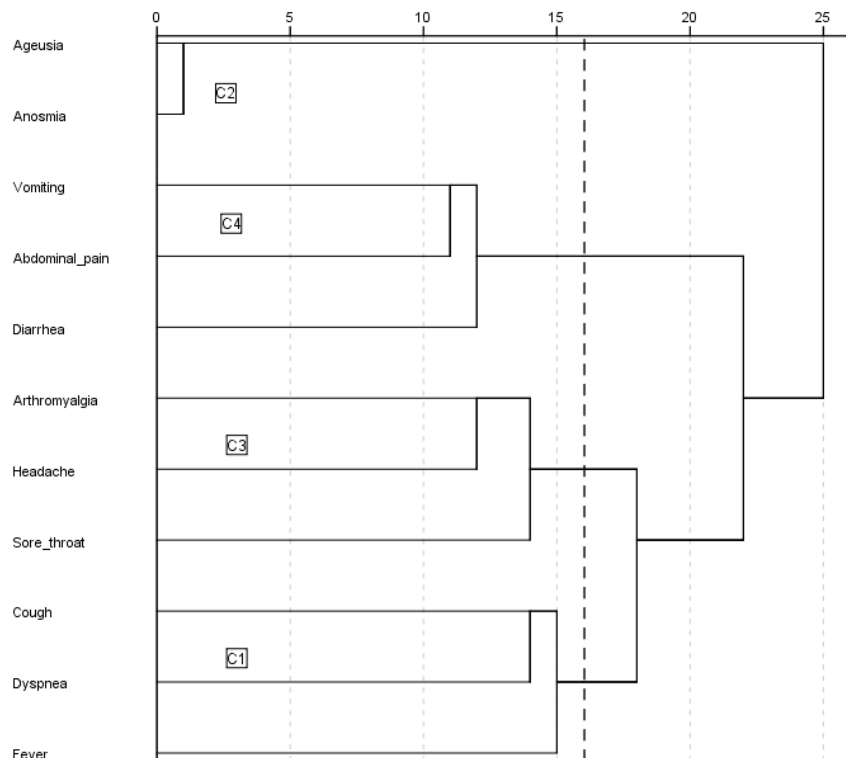 0 5 10 15 20 25
Ageusia
C2
Anosmia
Vomiting
C4
Abdominal_pain
Diarrhea
Arthromyalgia
C3
Headache
Sore_throat
Cough
C1
Dyspnea
Fever